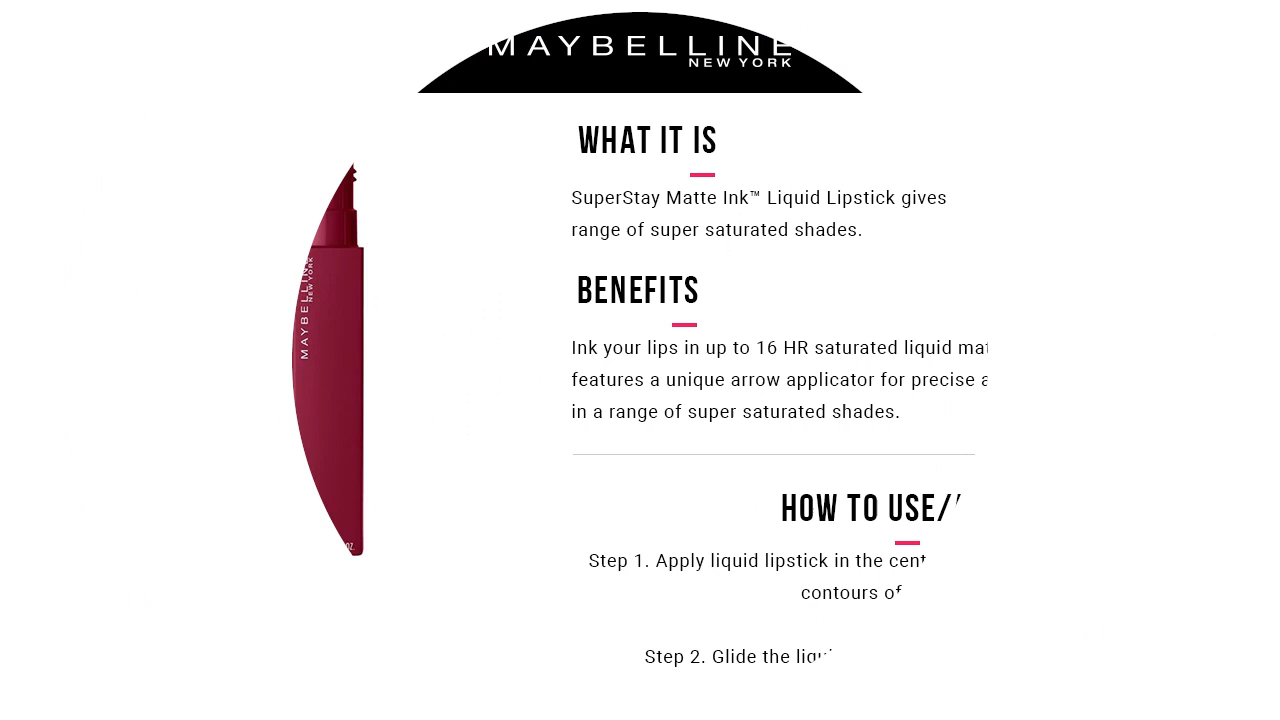 MAYBELLINE
NEW YORK
WHAT IT IS
SuperStay Matte Ink™ Liquid Lipstick gives
range of super saturated shades.
BENEFITS
Ink your lips in up to 16 HR saturated liquid
features a unique arrow applicator for precise
in a range of super saturated shades.
HOW TO USE/
Step 1. Apply liquid lipstick in the
contours of
Step 2. Glide the
MAYBELLINE
NEW YORK
OZ.